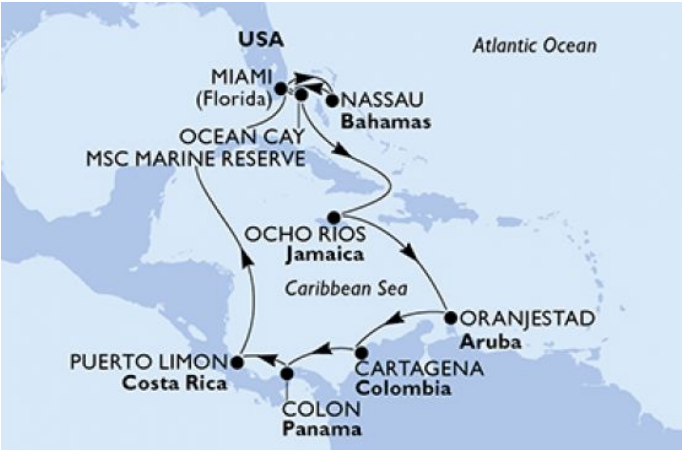 USA
Atlantic Ocean
MIAMI
(Florida)
NASSAU
Bahamas
OCEAN CAY
MSC MARINE RESERVE
OCHO RIOS
Jamaica
Caribbean Sea
ORANJESTAD
Aruba
PUERTO LIMON
Costa Rica
CARTAGENA
Colombia
COLON
Panama